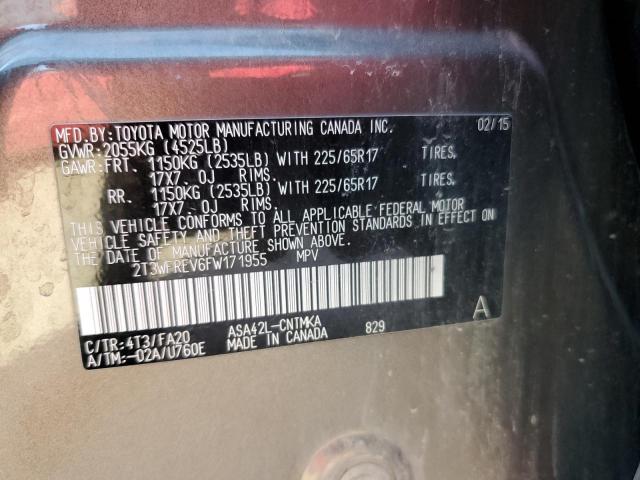 MFD.BY:TOYOTA MOTOR MANUFACTURING CANADA INC. 02/15
GVWR:2055KG (4525LB)
GAWR:FRT. 1150KG (2535LB) WITH 225/65R17 TIRES,
17X7 0J RIMS.
RR. 1150KG (2535LB) WITH 225/65R17 TIRES,
17X7 0J RIMS.
THIS VEHICLE CONFORMS TO ALL APPLICABLE FEDERAL MOTOR
VEHICLE SAFETY AND THEFT PREVENTION STANDARDS IN EFFECT ON
THE DATE OF MANUFACTURE SHOWN ABOVE.
2T3WFREV6FW171955 MPV
C/TR:4T3/FA20 ASA42L-CNTMKA 829 A
A/TM:-02A/U760E MADE IN CANADA